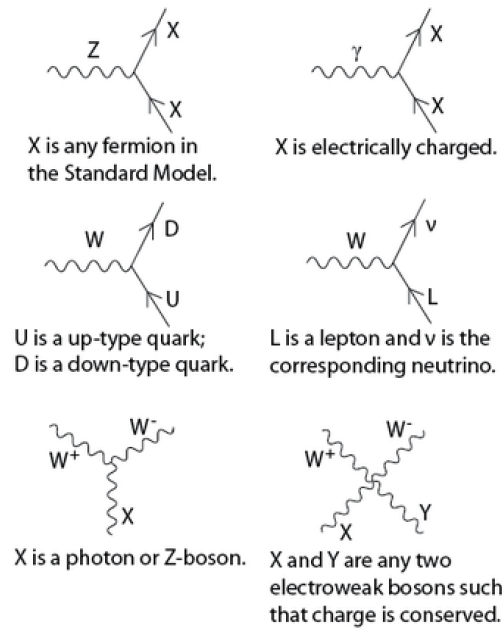 Z
X
X
X is any fermion in
the Standard Model.
γ
X
X
X is electrically charged.
W
D
U
U is a up-type quark;
D is a down-type quark.
W
ν
L
L is a lepton and ν is the
corresponding neutrino.
W⁺
W⁻
X
X is a photon or Z-boson.
W⁺
W⁻
X
Y
X and Y are any two
electroweak bosons such
that charge is conserved.